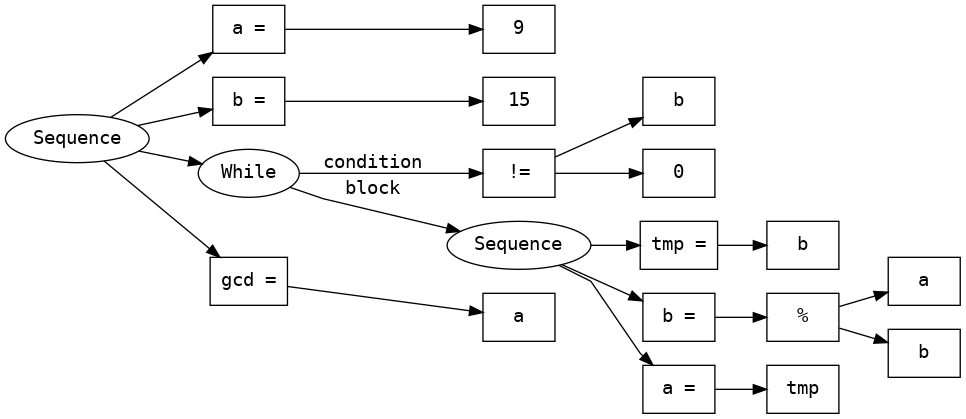 a =
9
b =
15
b
Sequence
condition
While
!=
0
block
Sequence
tmp =
b
gcd =
a
a
b =
%
b
a =
tmp